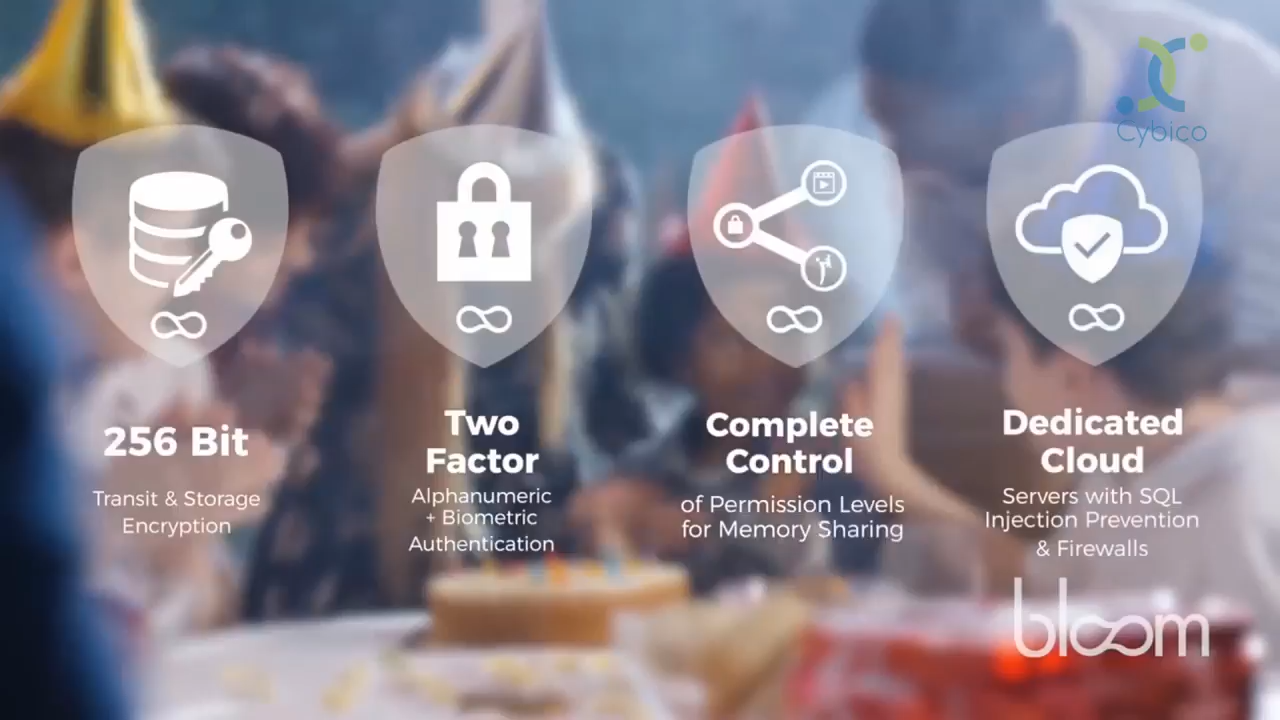 Cybico
256 Bit
Transit & Storage
Encryption
Two
Factor
Alphanumeric
+ Biometric
Authentication
Complete
Control
of Permission Levels
for Memory Sharing
Dedicated
Cloud
Servers with SQL
Injection Prevention
& Firewalls
bloom